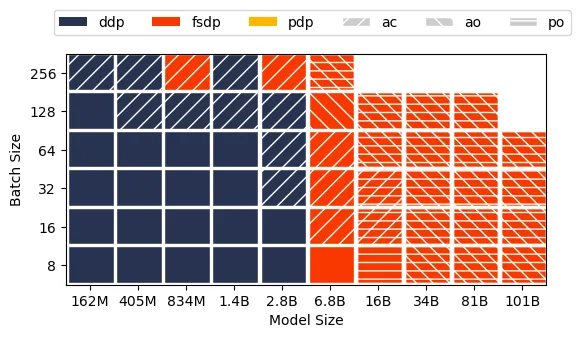 ddp fsdp pdp ac ao po
256
128
64
32
16
8
Batch Size
162M 405M 834M 1.4B 2.8B 6.8B 16B 34B 81B 101B
Model Size